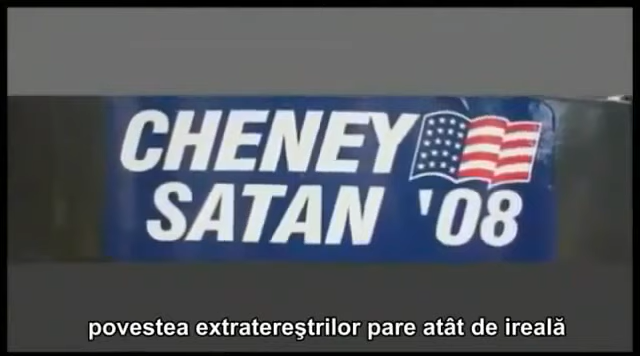 CHENEY
SATAN '08
povestea extratereştrilor pare atât de ireală